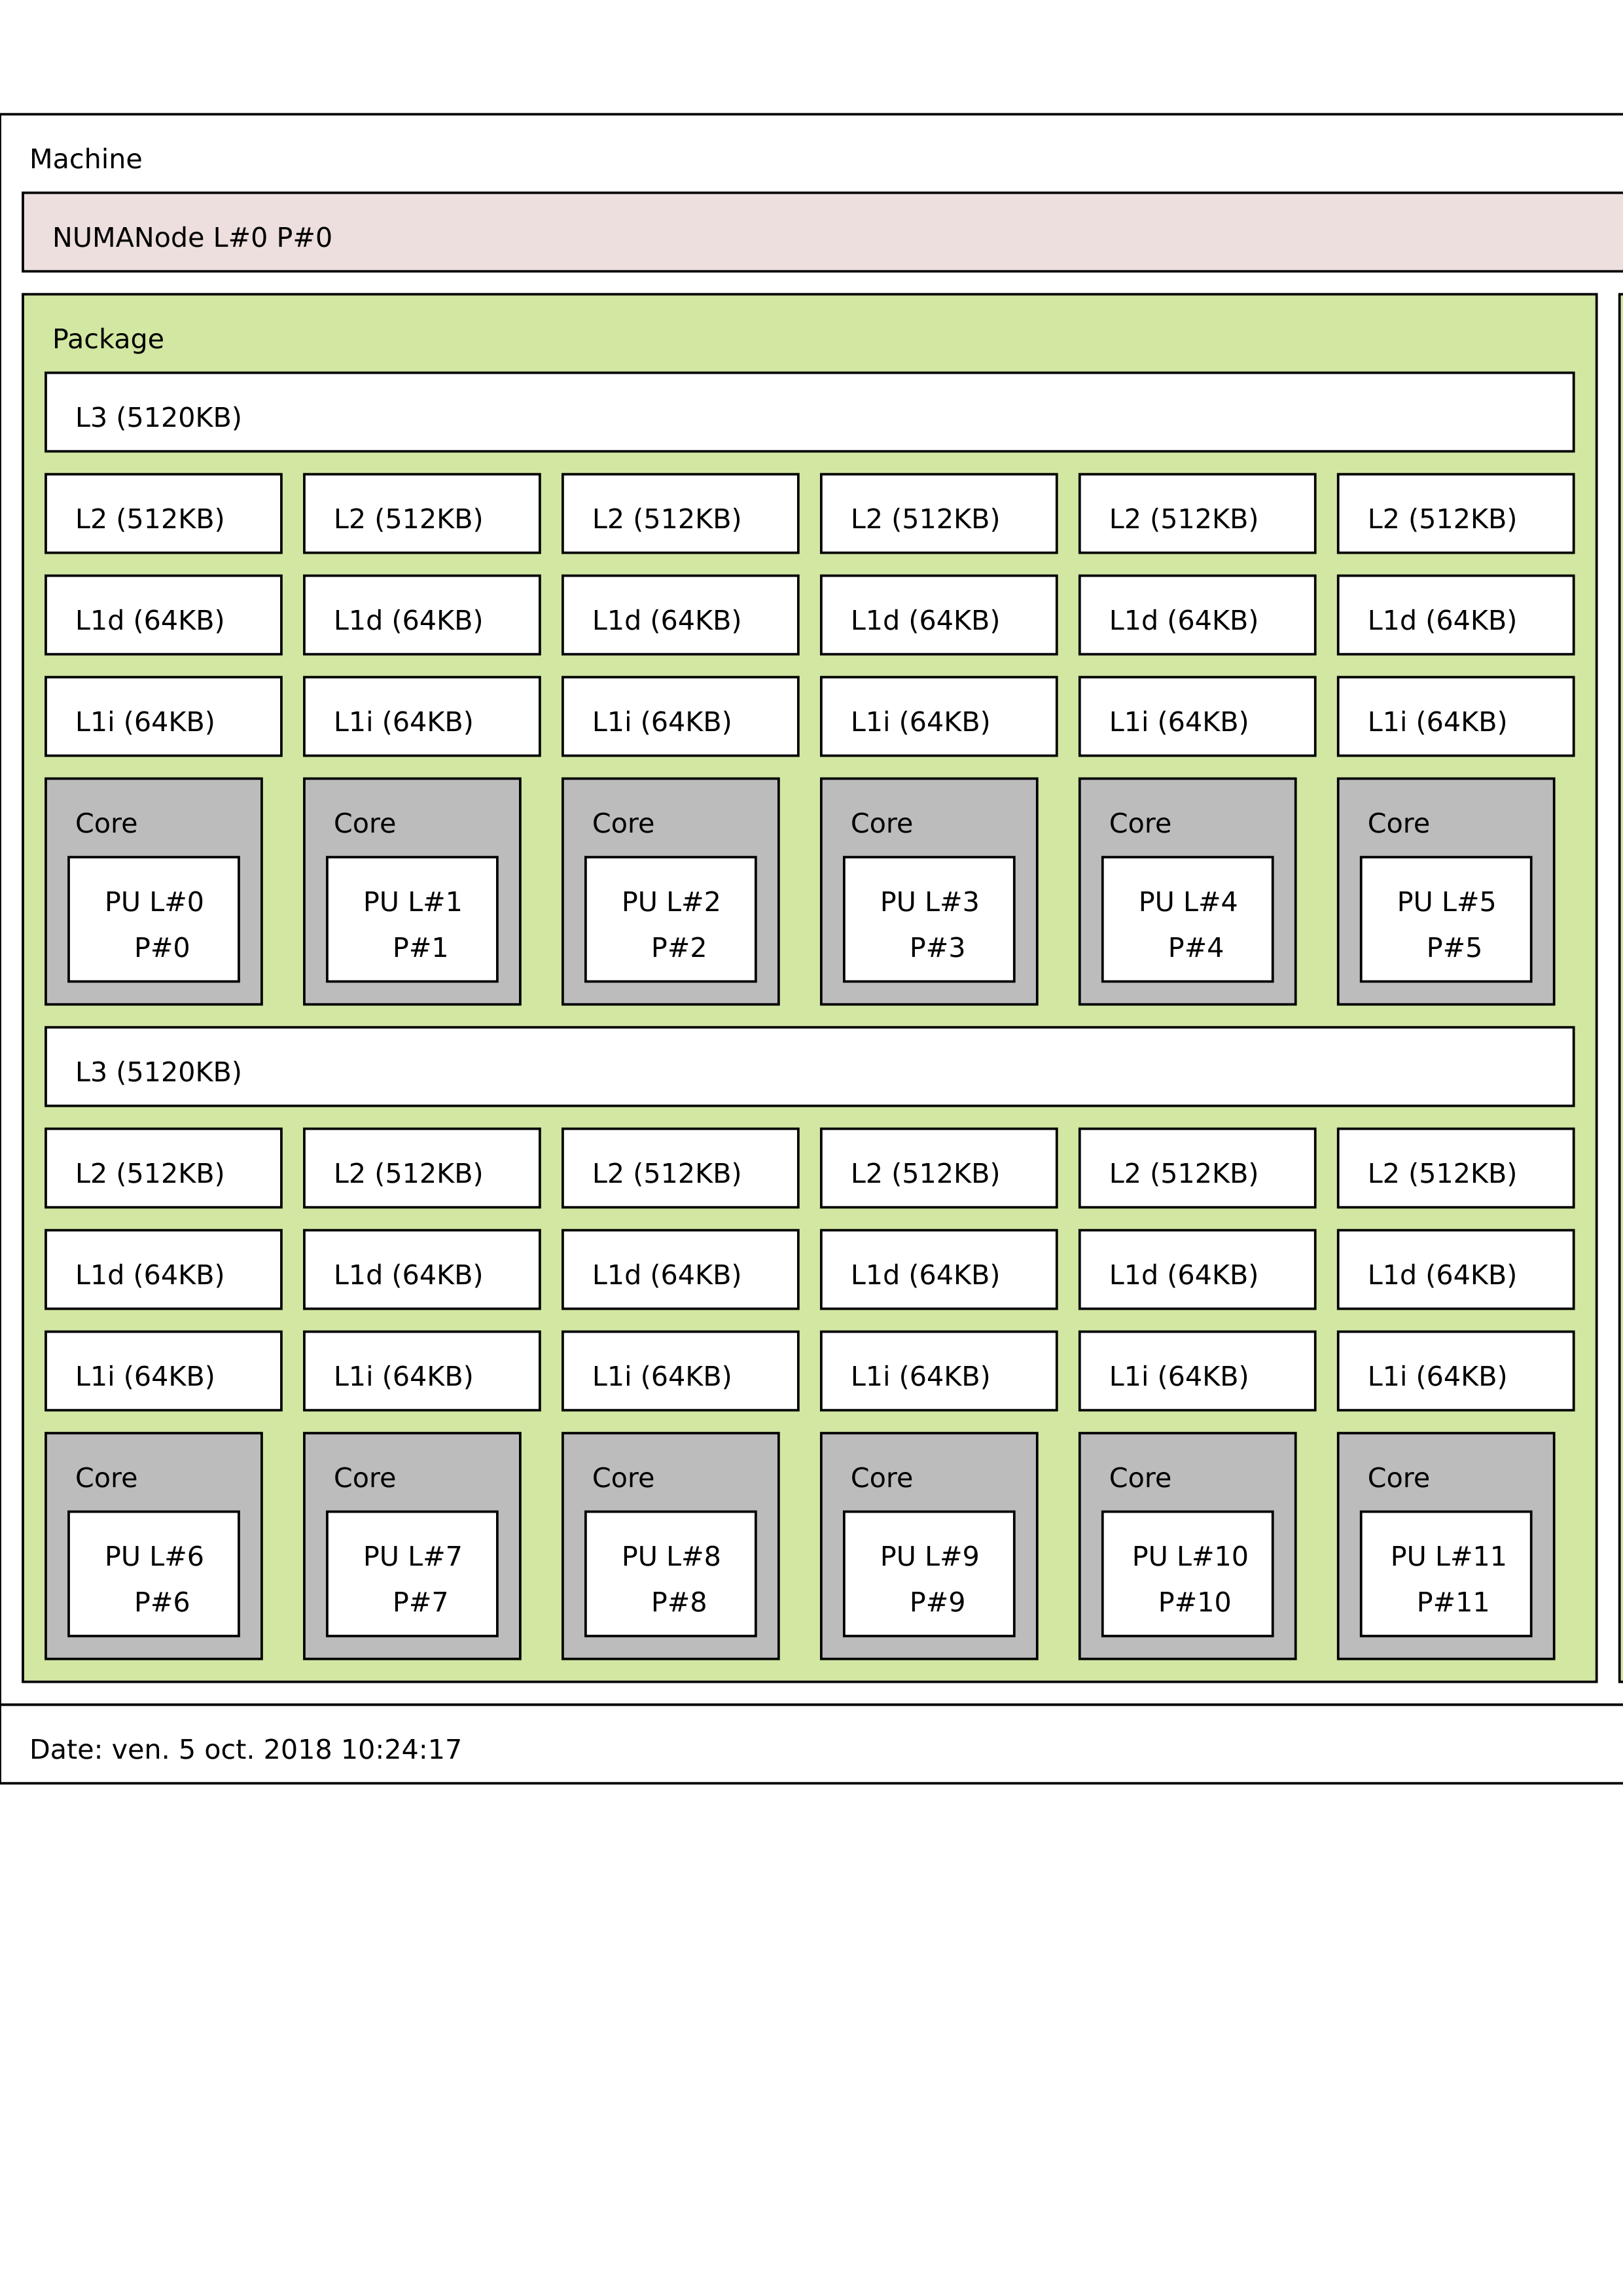 Machine
NUMANode L#0 P#0
Package
L3 (5120KB)
L2 (512KB) L2 (512KB) L2 (512KB) L2 (512KB) L2 (512KB) L2 (512KB)
L1d (64KB) L1d (64KB) L1d (64KB) L1d (64KB) L1d (64KB) L1d (64KB)
L1i (64KB) L1i (64KB) L1i (64KB) L1i (64KB) L1i (64KB) L1i (64KB)
Core Core Core Core Core Core
PU L#0 PU L#1 PU L#2 PU L#3 PU L#4 PU L#5
P#0 P#1 P#2 P#3 P#4 P#5
L3 (5120KB)
L2 (512KB) L2 (512KB) L2 (512KB) L2 (512KB) L2 (512KB) L2 (512KB)
L1d (64KB) L1d (64KB) L1d (64KB) L1d (64KB) L1d (64KB) L1d (64KB)
L1i (64KB) L1i (64KB) L1i (64KB) L1i (64KB) L1i (64KB) L1i (64KB)
Core Core Core Core Core Core
PU L#6 PU L#7 PU L#8 PU L#9 PU L#10 PU L#11
P#6 P#7 P#8 P#9 P#10 P#11
Date: ven. 5 oct. 2018 10:24:17